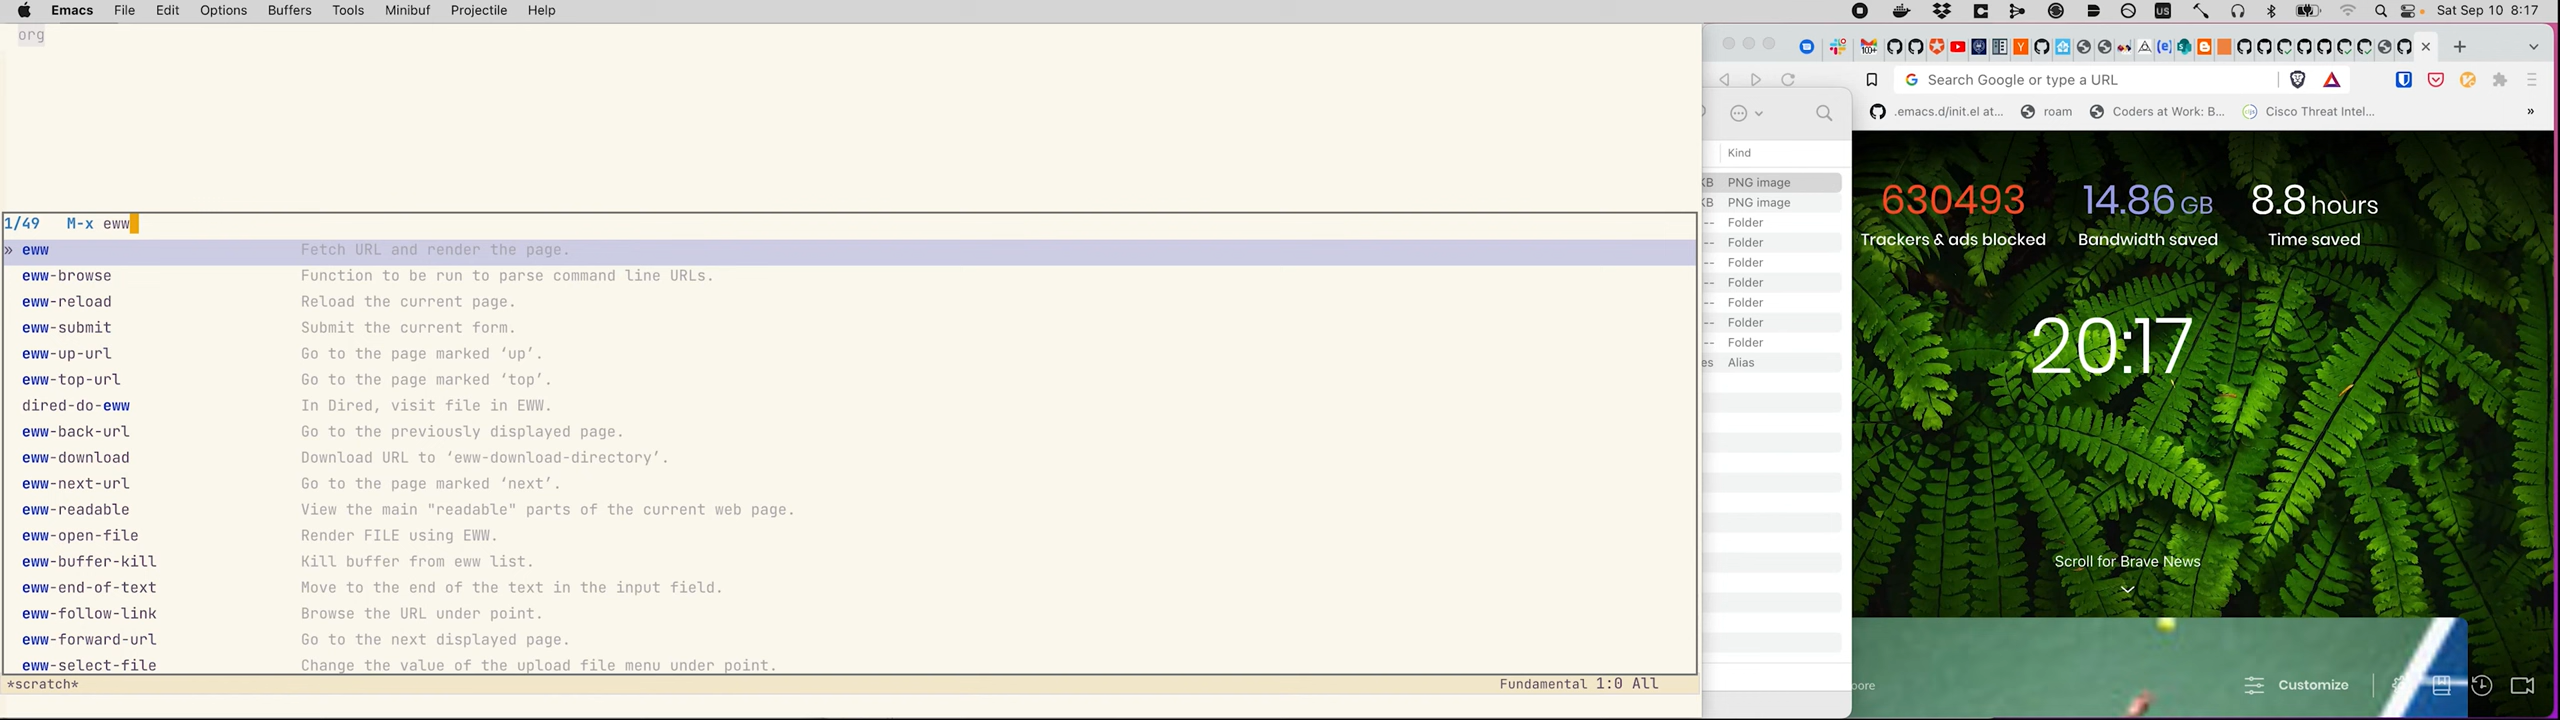 Emacs File Edit Options Buffers Tools Minibuf Projectile Help
US Sat Sep 10 8:17
org
1/49 M-x eww
» eww Fetch URL and render the page.
eww-browse Function to be run to parse command line URLs.
eww-reload Reload the current page.
eww-submit Submit the current form.
eww-up-url Go to the page marked ‘up’.
eww-top-url Go to the page marked ‘top’.
dired-do-eww In Dired, visit file in EWW.
eww-back-url Go to the previously displayed page.
eww-download Download URL to ‘eww-download-directory’.
eww-next-url Go to the page marked ‘next’.
eww-readable View the main "readable" parts of the current web page.
eww-open-file Render FILE using EWW.
eww-buffer-kill Kill buffer from eww list.
eww-end-of-text Move to the end of the text in the input field.
eww-follow-link Browse the URL under point.
eww-forward-url Go to the next displayed page.
eww-select-file Change the value of the upload file menu under point.
*scratch* Fundamental 1:0 All
Kind
KB PNG image
KB PNG image
-- Folder
-- Folder
-- Folder
-- Folder
-- Folder
-- Folder
-- Folder
es Alias
100+
Search Google or type a URL
.emacs.d/init.el at... roam Coders at Work: B... Cisco Threat Intel... »
630493 14.86 GB 8.8 hours
Trackers & ads blocked Bandwidth saved Time saved
20:17
Scroll for Brave News
oore Customize